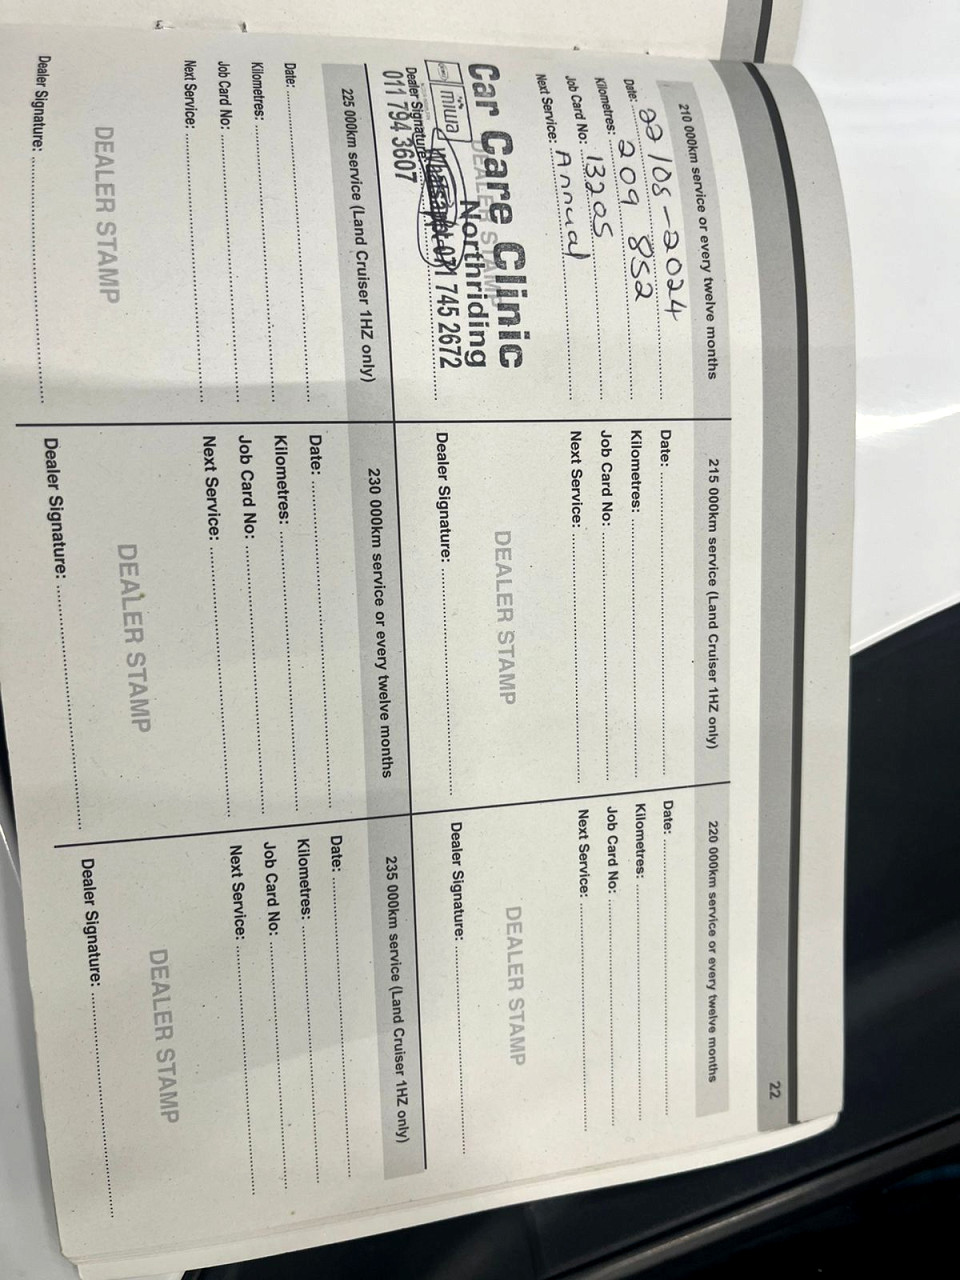 22
210 000km service or every twelve months
Date: 22/05-2024
Kilometres: 209 852
Job Card No: 13205
Next Service: Annual
DEALER STAMP
Car Care Clinic
Northriding
miwa
Dealer Signature:
Whatsapp: 071 745 2672
011 794 3607
215 000km service (Land Cruiser 1HZ only)
Date:
Kilometres:
Job Card No:
Next Service:
DEALER STAMP
Dealer Signature:
220 000km service or every twelve months
Date:
Kilometres:
Job Card No:
Next Service:
DEALER STAMP
Dealer Signature:
225 000km service (Land Cruiser 1HZ only)
Date:
Kilometres:
Job Card No:
Next Service:
DEALER STAMP
Dealer Signature:
230 000km service or every twelve months
Date:
Kilometres:
Job Card No:
Next Service:
DEALER STAMP
Dealer Signature:
235 000km service (Land Cruiser 1HZ only)
Date:
Kilometres:
Job Card No:
Next Service:
DEALER STAMP
Dealer Signature: